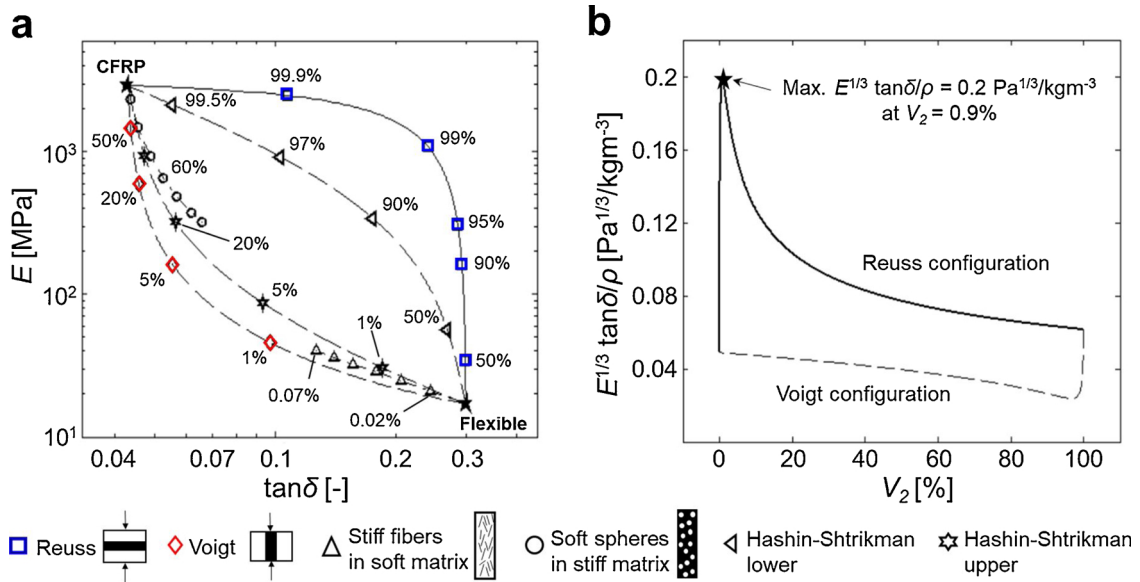 a
CFRP
99.9%
99.5%
97%
99%
50%
60%
20%
90%
95%
90%
20%
5%
5%
50%
1%
50%
1%
0.07%
0.02%
Flexible
10³
10²
10¹
E [MPa]
0.04
0.07
0.1
0.2
0.3
tanδ [-]
b
Max. E^{1/3} tanδ/ρ = 0.2 Pa^{1/3}/kgm⁻³
at V₂ = 0.9%
0.2
0.16
0.12
0.08
0.04
E^{1/3} tanδ/ρ [Pa^{1/3}/kgm⁻³]
Reuss configuration
Voigt configuration
0
20
40
60
80
100
V₂ [%]
Reuss
Voigt
Stiff fibers
in soft matrix
Soft spheres
in stiff matrix
Hashin-Shtrikman
lower
Hashin-Shtrikman
upper